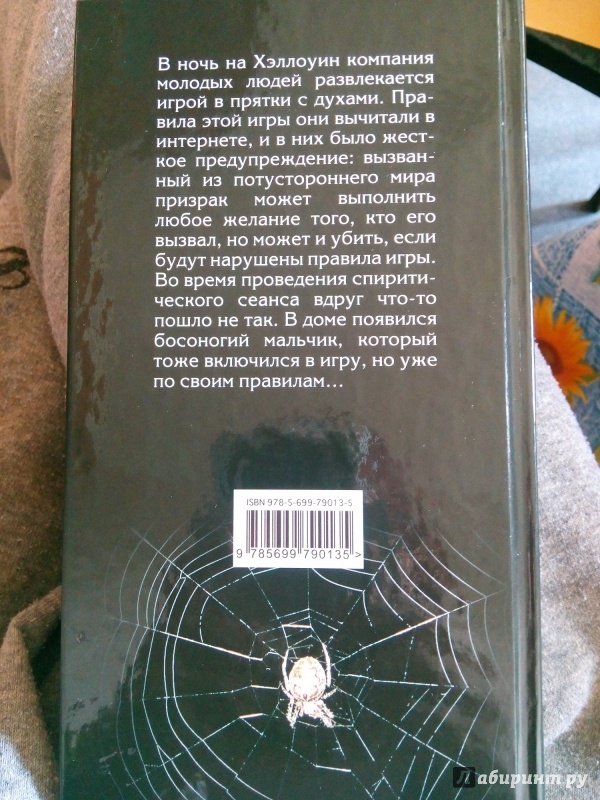 В ночь на Хэллоуин компания
молодых людей развлекается
игрой в прятки с духами. Пра-
вила этой игры они вычитали в
интернете, и в них было жест-
кое предупреждение: вызван-
ный из потустороннего мира
призрак может выполнить
любое желание того, кто его
вызвал, но может и убить, если
будут нарушены правила игры.
Во время проведения спирити-
ческого сеанса вдруг что-то
пошло не так. В доме появился
босоногий мальчик, который
тоже включился в игру, но уже
по своим правилам...
ISBN 978-5-699-79013-5
9 785699 790135 >
Лабиринт.ру